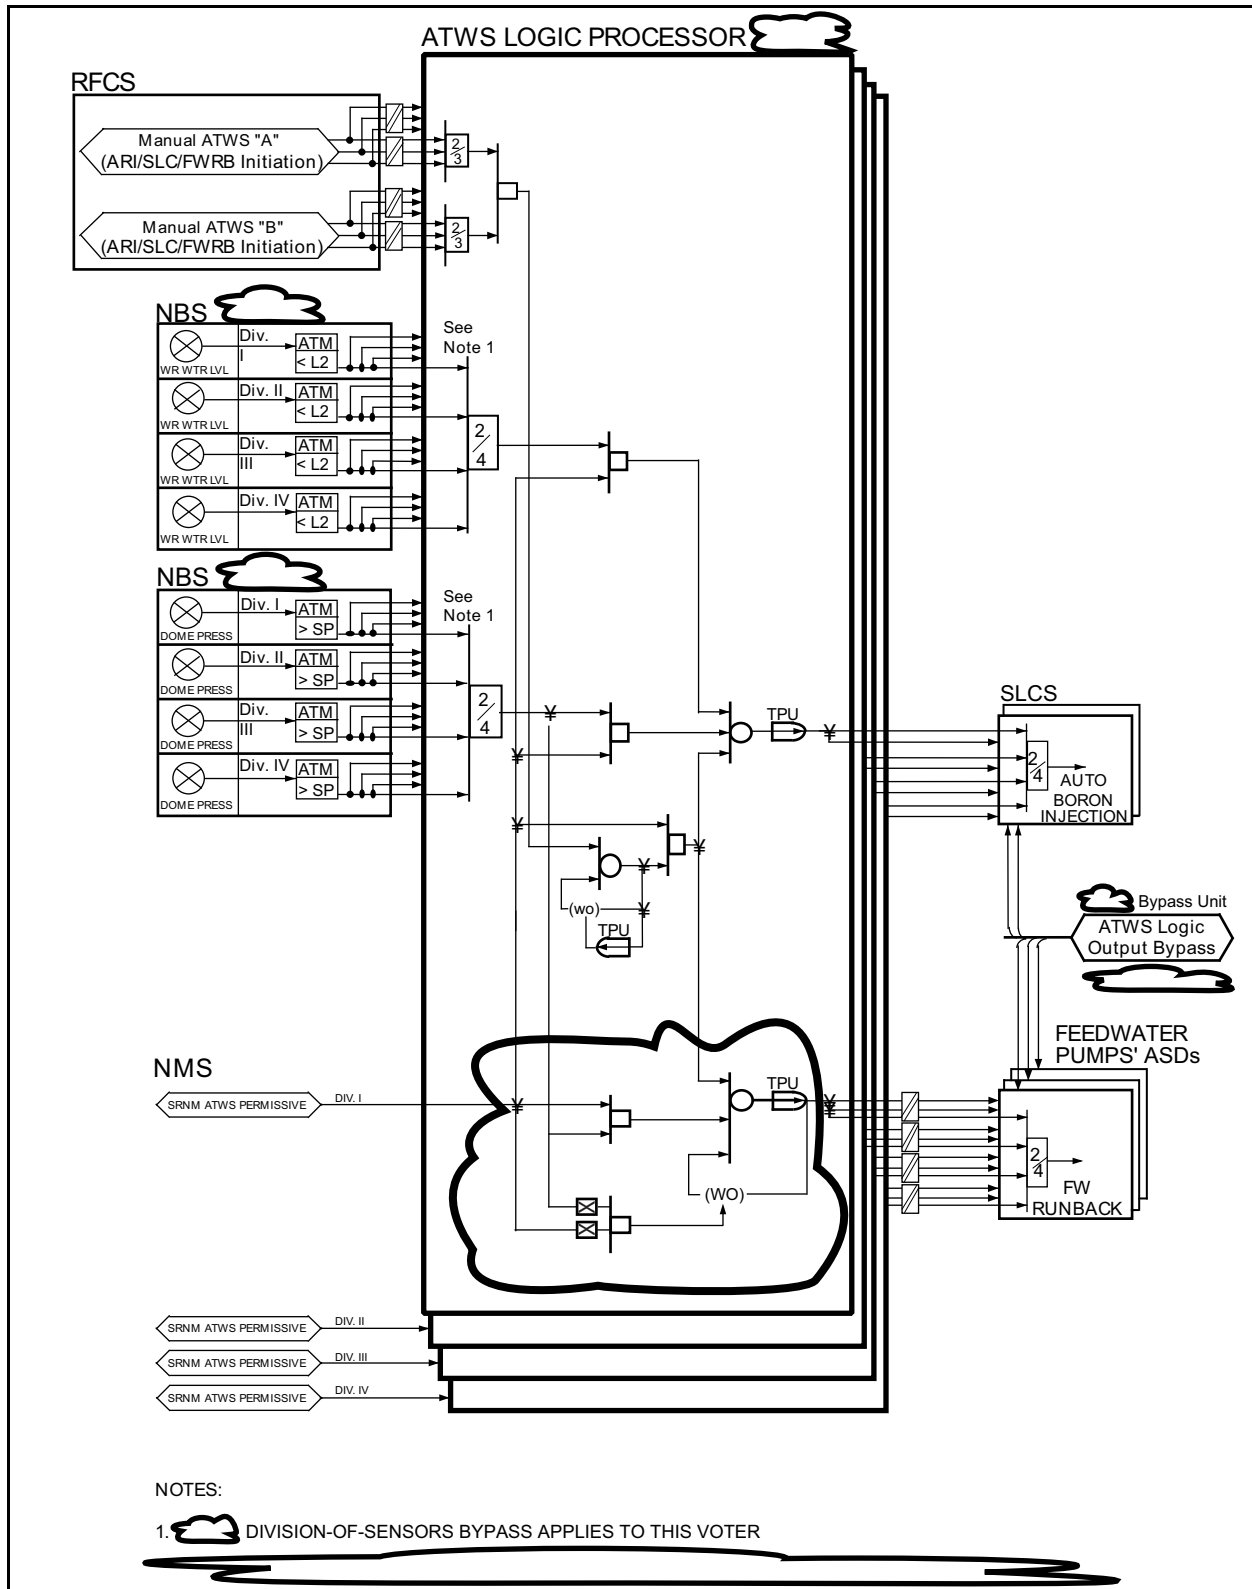 ATWS LOGIC PROCESSOR
RFCS
Manual ATWS "A"
(ARI/SLC/FWRB Initiation)
2
3
Manual ATWS "B"
(ARI/SLC/FWRB Initiation)
2
3
NBS
See
Note 1
Div.
I
ATM
< L2
WR WTR LVL
Div. II
ATM
< L2
WR WTR LVL
2
4
Div.
III
ATM
< L2
WR WTR LVL
Div. IV
ATM
< L2
WR WTR LVL
NBS
See
Note 1
Div. I
ATM
> SP
DOME PRESS
Div. II
ATM
> SP
DOME PRESS
2
4
Div.
III
ATM
> SP
DOME PRESS
Div. IV
ATM
> SP
DOME PRESS
TPU
SLCS
2
4
AUTO
BORON
INJECTION
(wo)
TPU
Bypass Unit
ATWS Logic
Output Bypass
FEEDWATER
PUMPS' ASDs
NMS
SRNM ATWS PERMISSIVE
DIV. I
TPU
(WO)
2
4
FW
RUNBACK
SRNM ATWS PERMISSIVE
DIV. II
SRNM ATWS PERMISSIVE
DIV. III
SRNM ATWS PERMISSIVE
DIV. IV
NOTES:
1. DIVISION-OF-SENSORS BYPASS APPLIES TO THIS VOTER